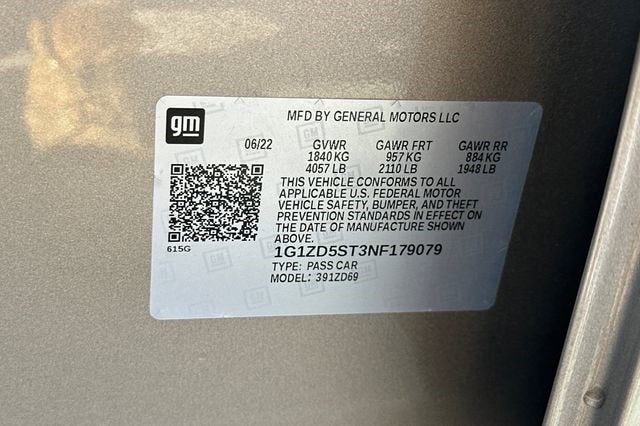 gm
MFD BY GENERAL MOTORS LLC
06/22 GVWR GAWR FRT GAWR RR
1840 KG 957 KG 884 KG
4057 LB 2110 LB 1948 LB
THIS VEHICLE CONFORMS TO ALL
APPLICABLE U.S. FEDERAL MOTOR
VEHICLE SAFETY, BUMPER, AND THEFT
PREVENTION STANDARDS IN EFFECT ON
THE DATE OF MANUFACTURE SHOWN
ABOVE.
615G
1G1ZD5ST3NF179079
TYPE: PASS CAR
MODEL: 391ZD69